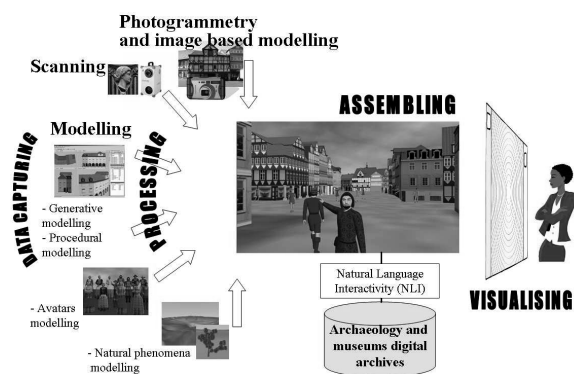 Photogrammetry
and image based modelling
Scanning
ASSEMBLING
Modelling
DATA CAPTURING
PROCESSING
- Generative
modelling
- Procedural
modelling
Natural Language
Interactivity (NLI)
VISUALISING
- Avatars
modelling
Archaeology and
museums digital
archives
- Natural phenomena
modelling